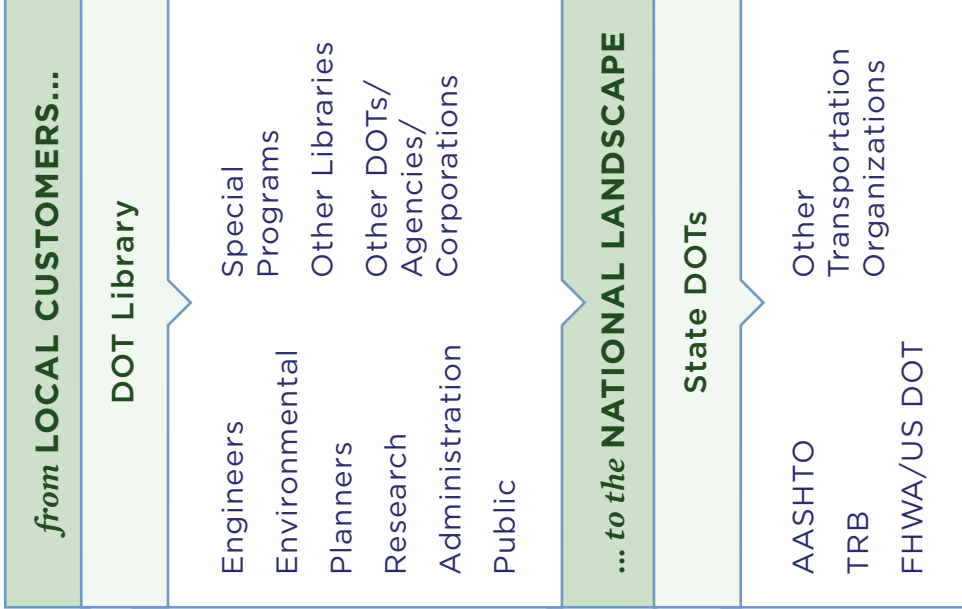 from LOCAL CUSTOMERS...
DOT Library
Engineers
Environmental
Planners
Research
Administration
Public
Special
Programs
Other Libraries
Other DOTs/
Agencies/
Corporations
... to the NATIONAL LANDSCAPE
State DOTs
AASHTO
TRB
FHWA/US DOT
Other
Transportation
Organizations